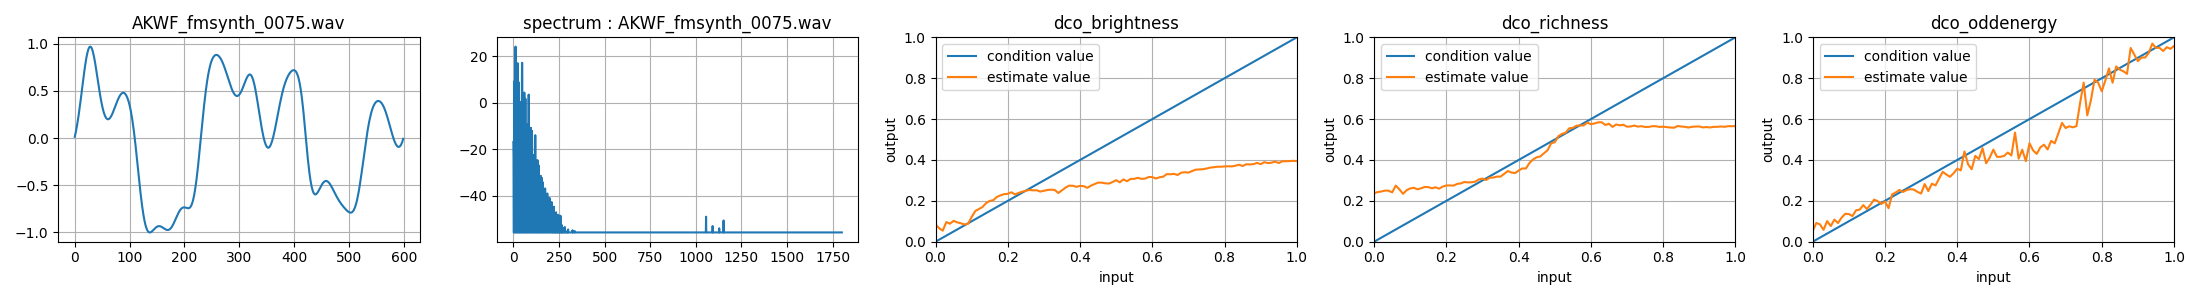 AKWF_fmsynth_0075.wav
1.0
0.5
0.0
−0.5
−1.0
0 100 200 300 400 500 600
spectrum : AKWF_fmsynth_0075.wav
20
0
−20
−40
0 250 500 750 1000 1250 1500 1750
dco_brightness
condition value
estimate value
output
1.0
0.8
0.6
0.4
0.2
0.0
0.0 0.2 0.4 0.6 0.8 1.0
input
dco_richness
condition value
estimate value
output
1.0
0.8
0.6
0.4
0.2
0.0
0.0 0.2 0.4 0.6 0.8 1.0
input
dco_oddenergy
condition value
estimate value
output
1.0
0.8
0.6
0.4
0.2
0.0
0.0 0.2 0.4 0.6 0.8 1.0
input